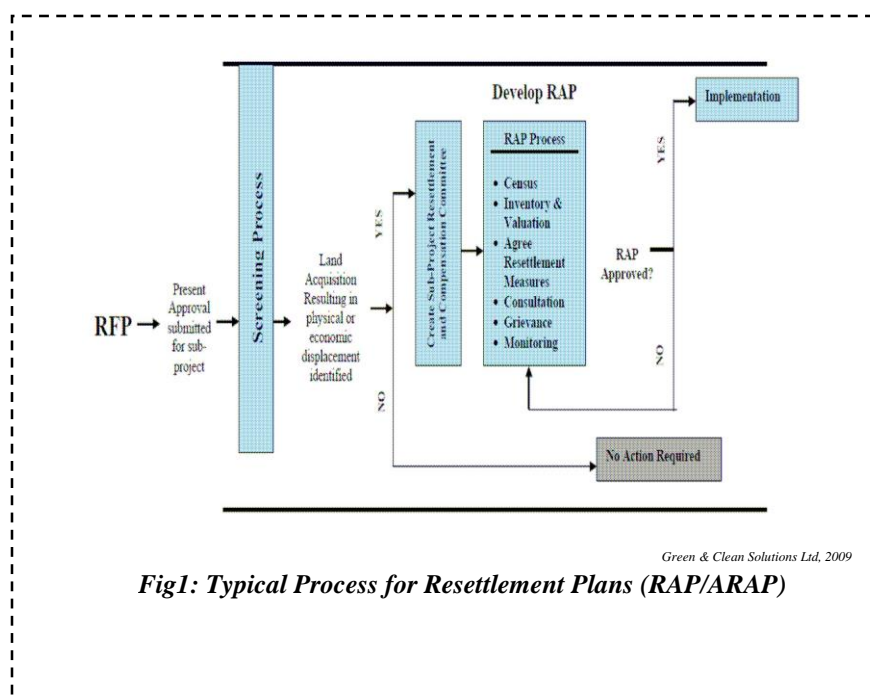 RFP
Present
Approval
submitted
for sub-
project
Screening Process
Land
Acquisition
Resulting in
physical or
economic
displacement
identified
YES
NO
Develop RAP
Create Sub-Project Resettlement
and Compensation Committee
RAP Process
• Census
• Inventory &
Valuation
• Agree
Resettlement
Measures
• Consultation
• Grievance
• Monitoring
RAP
Approved?
YES
NO
Implementation
No Action Required
Green & Clean Solutions Ltd, 2009
Fig1: Typical Process for Resettlement Plans (RAP/ARAP)